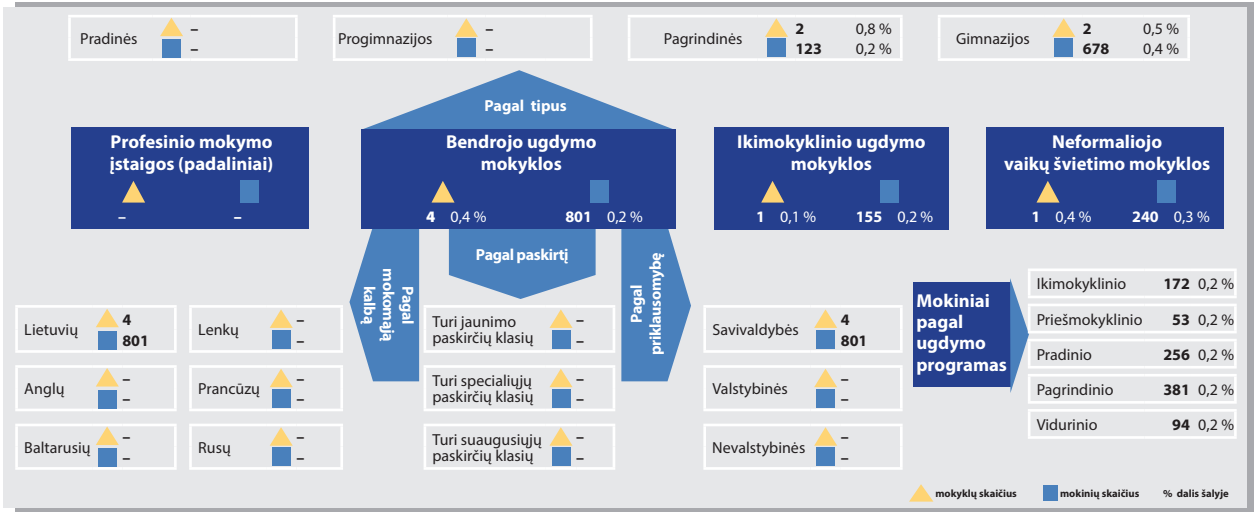 Pradinės
–
–
Progimnazijos
–
–
Pagrindinės
2 0,8 %
123 0,2 %
Gimnazijos
2 0,5 %
678 0,4 %
Pagal tipus
Profesinio mokymo
įstaigos (padaliniai)
– –
Bendrojo ugdymo
mokyklos
4 0,4 % 801 0,2 %
Ikimokyklinio ugdymo
mokyklos
1 0,1 % 155 0,2 %
Neformaliojo
vaikų švietimo mokyklos
1 0,4 % 240 0,3 %
Pagal
mokomąją
kalbą
Pagal paskirtį
Pagal
priklausomybę
Lietuvių
4
801
Lenkų
–
–
Anglų
–
–
Prancūzų
–
–
Baltarusių
–
–
Rusų
–
–
Turi jaunimo
paskirčių klasių
–
–
Turi specialiųjų
paskirčių klasių
–
–
Turi suaugusiųjų
paskirčių klasių
–
–
Savivaldybės
4
801
Valstybinės
–
–
Nevalstybinės
–
–
Mokiniai
pagal
ugdymo
programas
Ikimokyklinio 172 0,2 %
Priešmokyklinio 53 0,2 %
Pradinio 256 0,2 %
Pagrindinio 381 0,2 %
Vidurinio 94 0,2 %
mokyklų skaičius mokinių skaičius % dalis šalyje